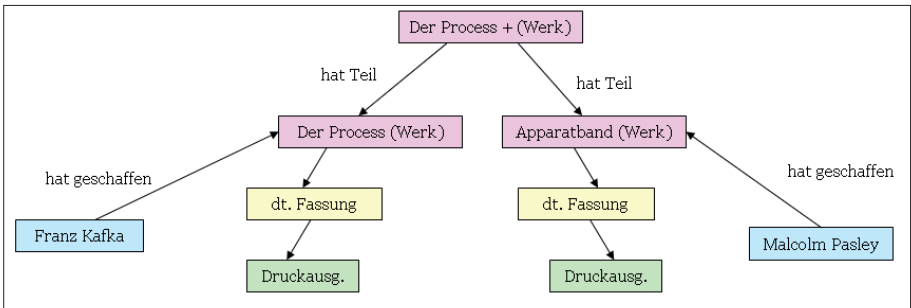 Der Process + (Werk)
hat Teil
hat Teil
Der Process (Werk)
Apparatband (Werk)
hat geschaffen
hat geschaffen
dt. Fassung
dt. Fassung
Franz Kafka
Malcolm Pasley
Druckausg.
Druckausg.